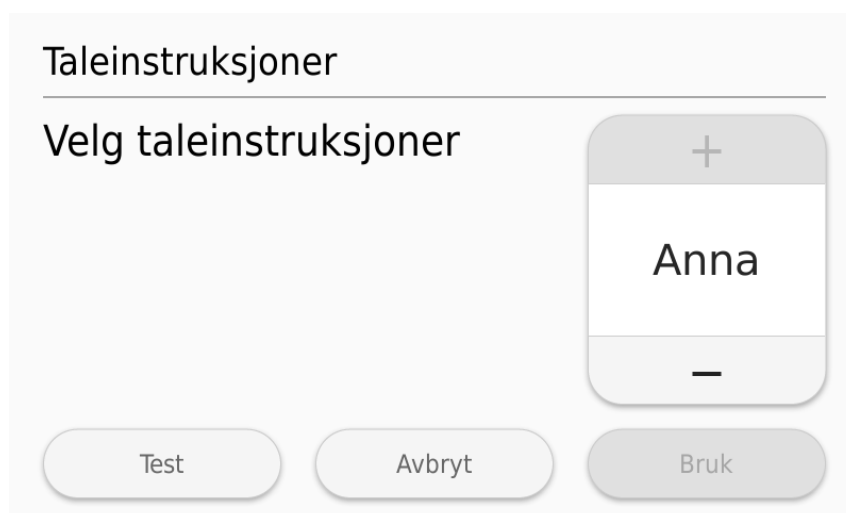 Taleinstruksjoner
Velg taleinstruksjoner
+
Anna
–
Test
Avbryt
Bruk